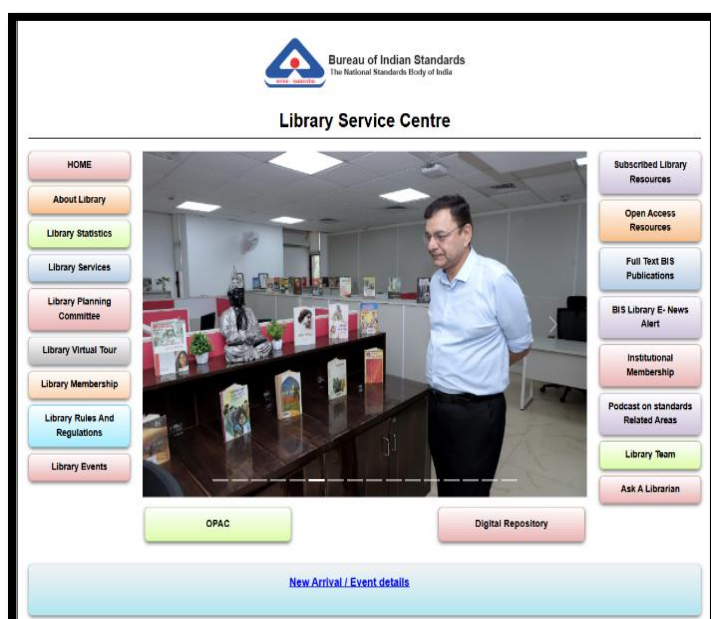 Bureau of Indian Standards
The National Standards Body of India
Library Service Centre
HOME
About Library
Library Statistics
Library Services
Library Planning
Committee
Library Virtual Tour
Library Membership
Library Rules And
Regulations
Library Events
Subscribed Library
Resources
Open Access
Resources
Full Text BIS
Publications
BIS Library E- News
Alert
Institutional
Membership
Podcast on standards
Related Areas
Library Team
Ask A Librarian
OPAC
Digital Repository
New Arrival / Event details